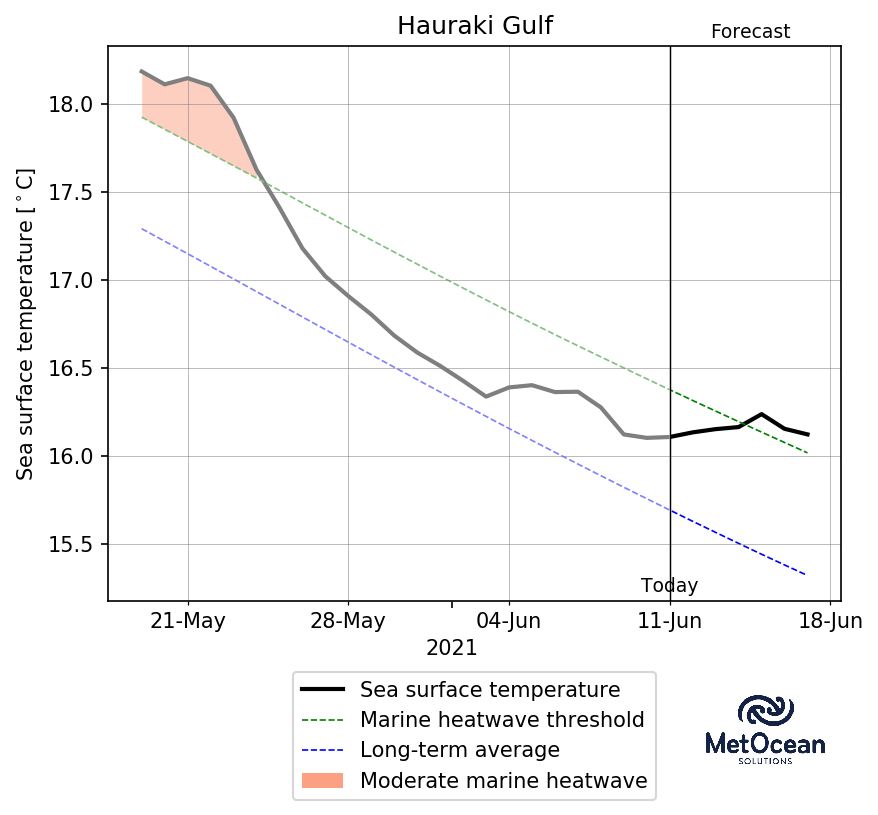 Hauraki Gulf
Forecast
Sea surface temperature [°C]
18.0
17.5
17.0
16.5
16.0
15.5
Today
21-May
28-May
04-Jun
11-Jun
18-Jun
2021
Sea surface temperature
Marine heatwave threshold
Long-term average
Moderate marine heatwave
MetOcean
SOLUTIONS